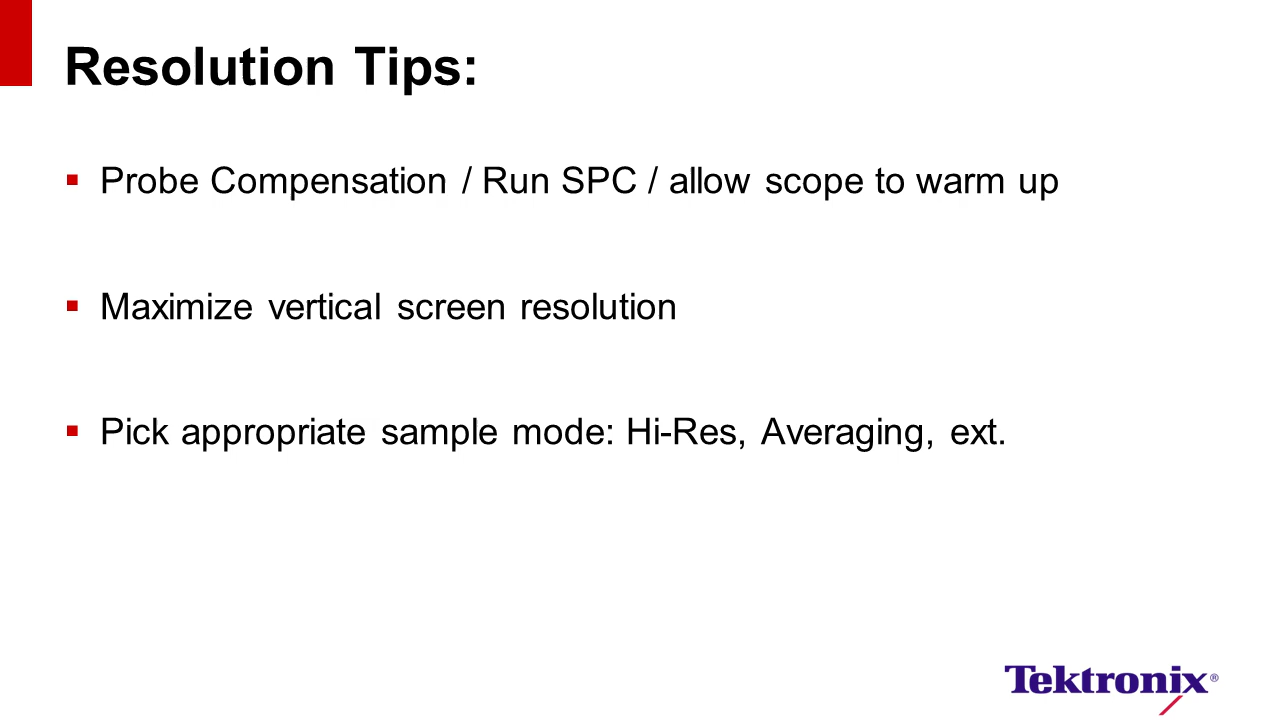 Resolution Tips:
Probe Compensation / Run SPC / allow scope to warm up
Maximize vertical screen resolution
Pick appropriate sample mode: Hi-Res, Averaging, ext.
Tektronix®